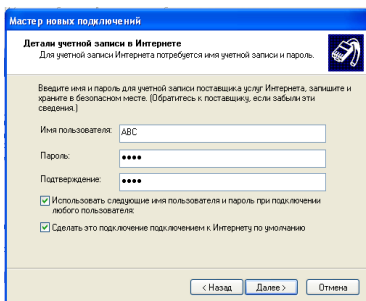 Мастер новых подключений
Детали учетной записи в Интернете
Для учетной записи Интернета потребуется имя учетной записи и пароль.
Введите имя и пароль для учетной записи поставщика услуг Интернета, запишите и
храните в безопасном месте. (Обратитесь к поставщику, если забыли эти
сведения.)
Имя пользователя: ABC
Пароль: ••••
Подтверждение: ••••
Использовать следующие имя пользователя и пароль при подключении
любого пользователя:
Сделать это подключение подключением к Интернету по умолчанию
< Назад Далее > Отмена